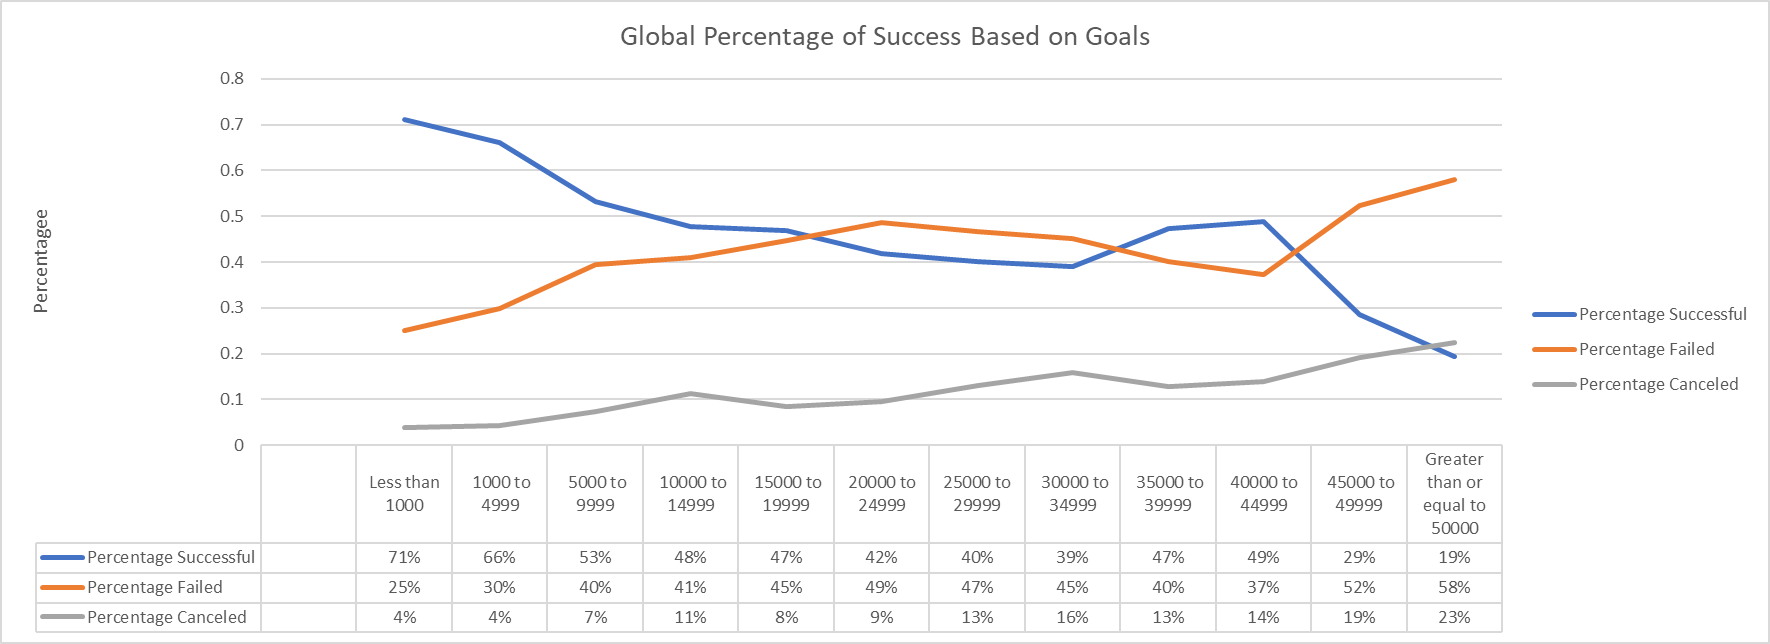 Global Percentage of Success Based on Goals
Percentagee
0.8
0.7
0.6
0.5
0.4
0.3
0.2
0.1
0
Less than
1000
1000 to
4999
5000 to
9999
10000 to
14999
15000 to
19999
20000 to
24999
25000 to
29999
30000 to
34999
35000 to
39999
40000 to
44999
45000 to
49999
Greater
than or
equal to
50000
Percentage Successful 71% 66% 53% 48% 47% 42% 40% 39% 47% 49% 29% 19%
Percentage Failed 25% 30% 40% 41% 45% 49% 47% 45% 40% 37% 52% 58%
Percentage Canceled 4% 4% 7% 11% 8% 9% 13% 16% 13% 14% 19% 23%
Percentage Successful
Percentage Failed
Percentage Canceled